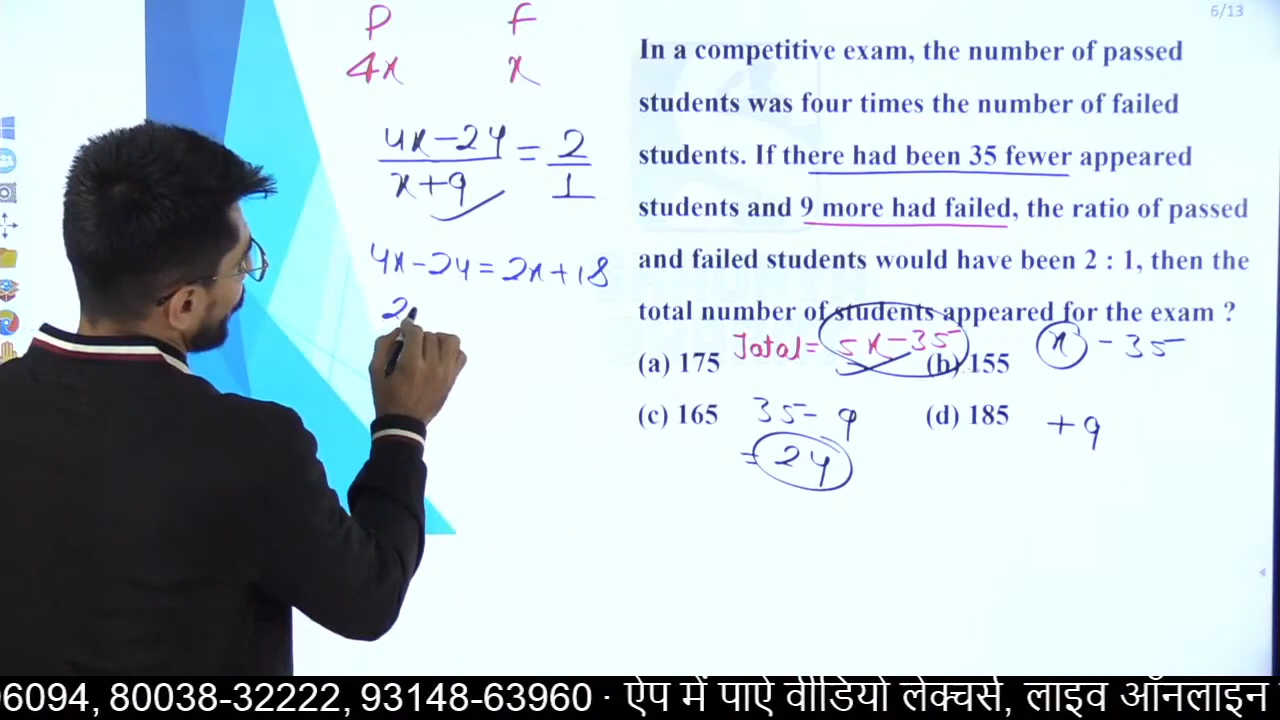 6/13
P F
4x x
4x-24/x+9 = 2/1
4x-24=2x+18
2
In a competitive exam, the number of passed
students was four times the number of failed
students. If there had been 35 fewer appeared
students and 9 more had failed, the ratio of passed
and failed students would have been 2 : 1, then the
total number of students appeared for the exam ?
Total= 5x-35
x - 35
(a) 175 (b) 155
(c) 165 (d) 185
35- 9
+9
= 24
06094, 80038-32222, 93148-63960 · ऐप में पाऐ वीडियो लेक्चर्स, लाइव ऑनलाइन